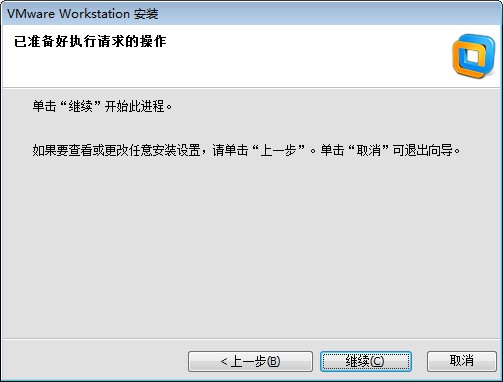 VMware Workstation 安装
已准备好执行请求的操作
单击“继续”开始此进程。
如果要查看或更改任意安装设置，请单击“上一步”。单击“取消”可退出向导。
< 上一步(B)
继续(C)
取消